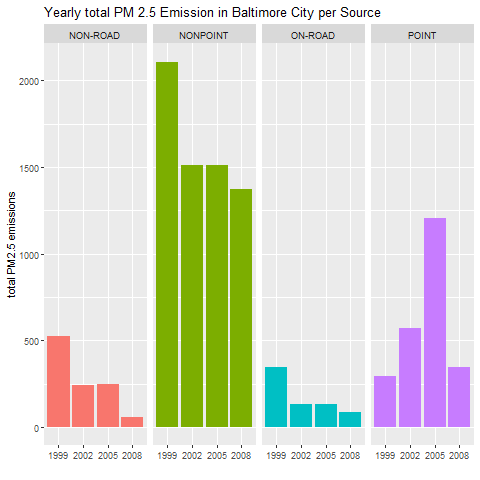 Yearly total PM 2.5 Emission in Baltimore City per Source
NON-ROAD NONPOINT ON-ROAD POINT
total PM2.5 emissions
2000
1500
1000
500
0
1999 2002 2005 2008 1999 2002 2005 2008 1999 2002 2005 2008 1999 2002 2005 2008